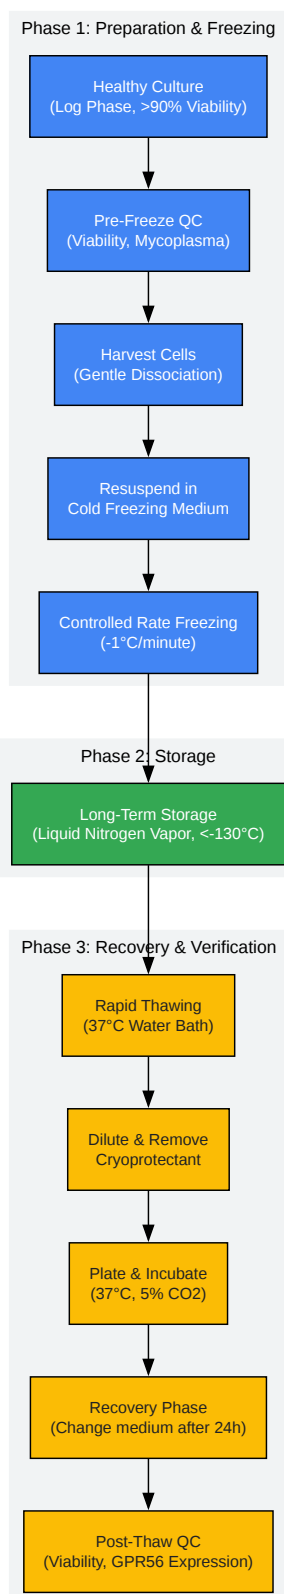 Phase 1: Preparation & Freezing
Healthy Culture
(Log Phase, >90% Viability)
Pre-Freeze QC
(Viability, Mycoplasma)
Harvest Cells
(Gentle Dissociation)
Resuspend in
Cold Freezing Medium
Controlled Rate Freezing
(-1°C/minute)
Phase 2: Storage
Long-Term Storage
(Liquid Nitrogen Vapor, <-130°C)
Phase 3: Recovery & Verification
Rapid Thawing
(37°C Water Bath)
Dilute & Remove
Cryoprotectant
Plate & Incubate
(37°C, 5% CO2)
Recovery Phase
(Change medium after 24h)
Post-Thaw QC
(Viability, GPR56 Expression)